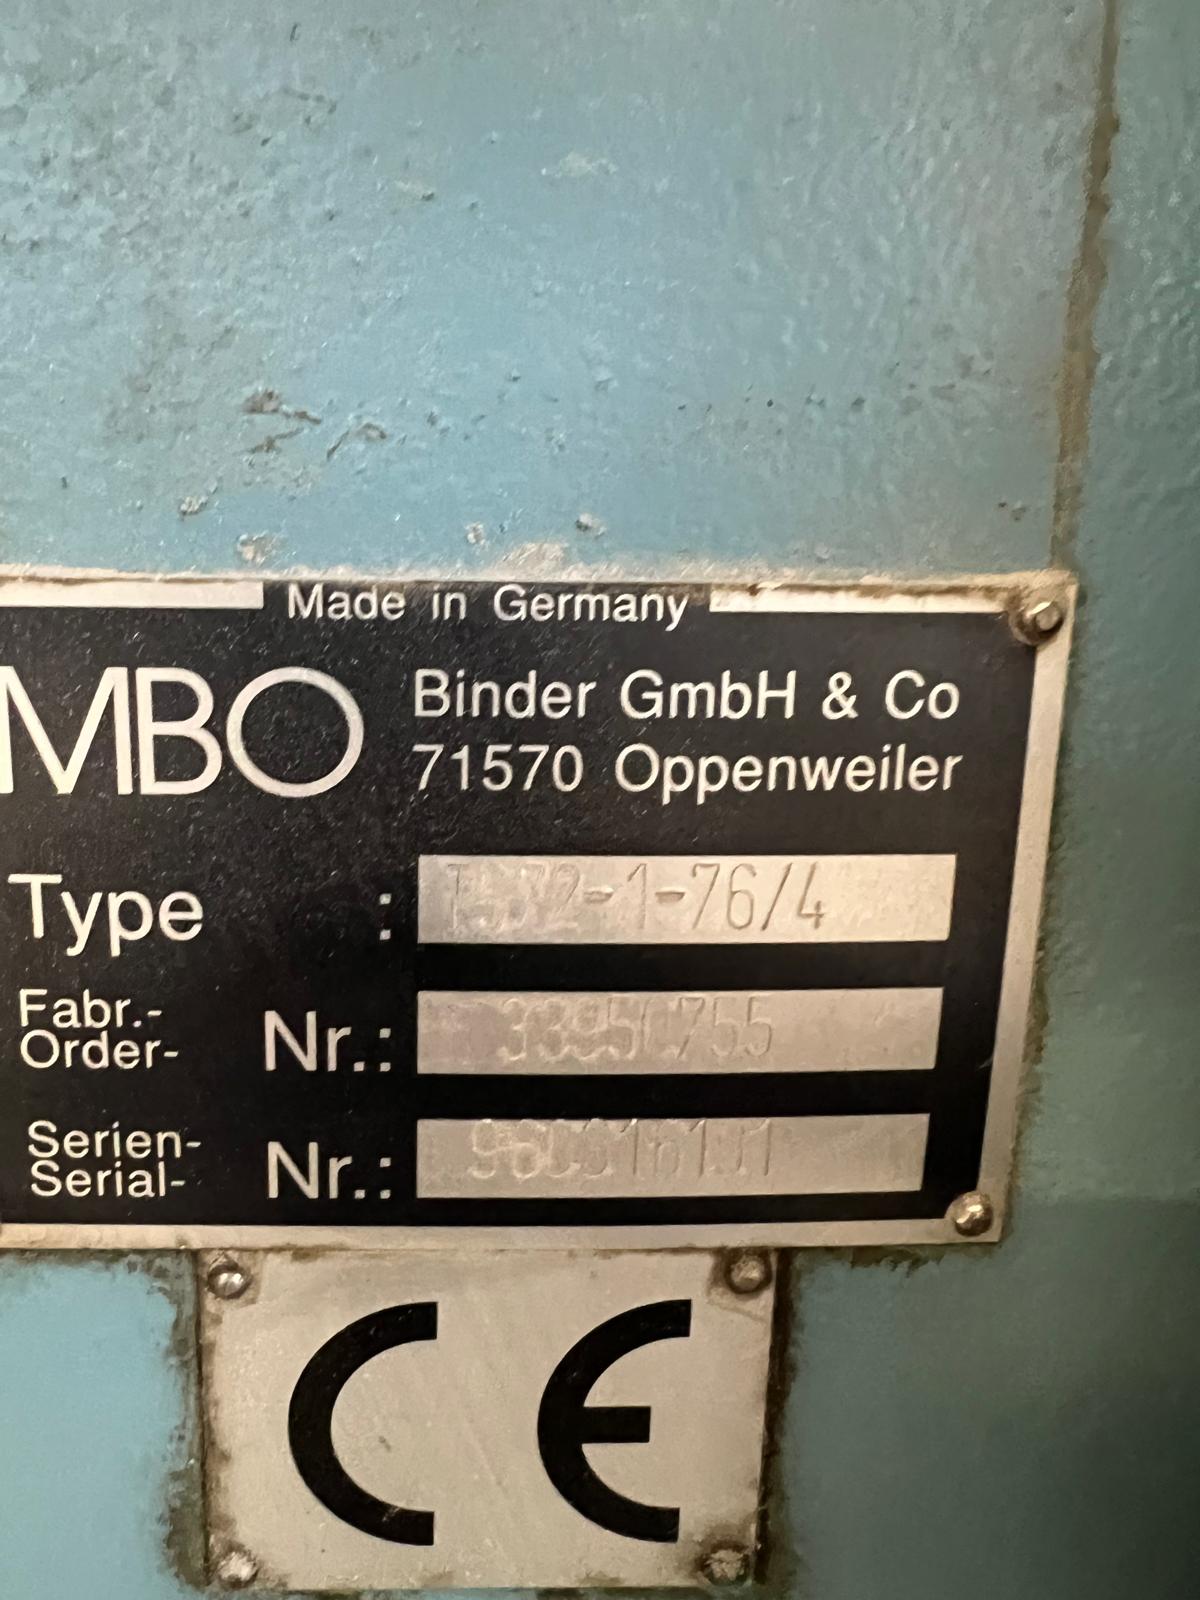 Made in Germany
MBO Binder GmbH & Co
71570 Oppenweiler
Type :
Fabr.-
Order- Nr.:
Serien-
Serial- Nr.:
CE